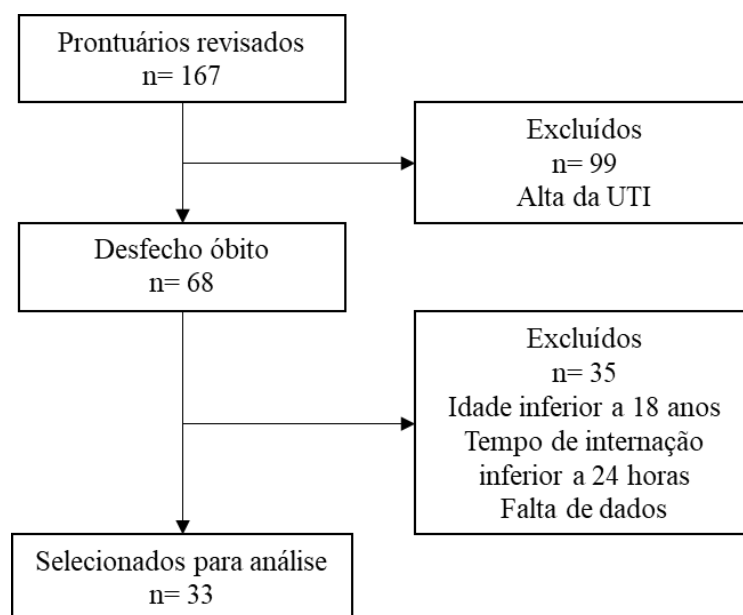 Prontuários revisados
n= 167
Excluídos
n= 99
Alta da UTI
Desfecho óbito
n= 68
Excluídos
n= 35
Idade inferior a 18 anos
Tempo de internação
inferior a 24 horas
Falta de dados
Selecionados para análise
n= 33